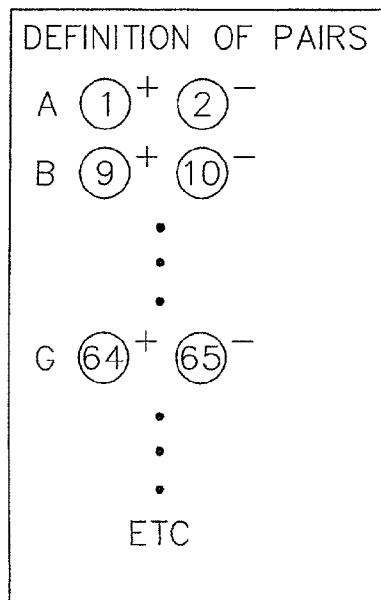 DEFINITION OF PAIRS
A 1 + 2 −
B 9 + 10 −
G 64 + 65 −
ETC